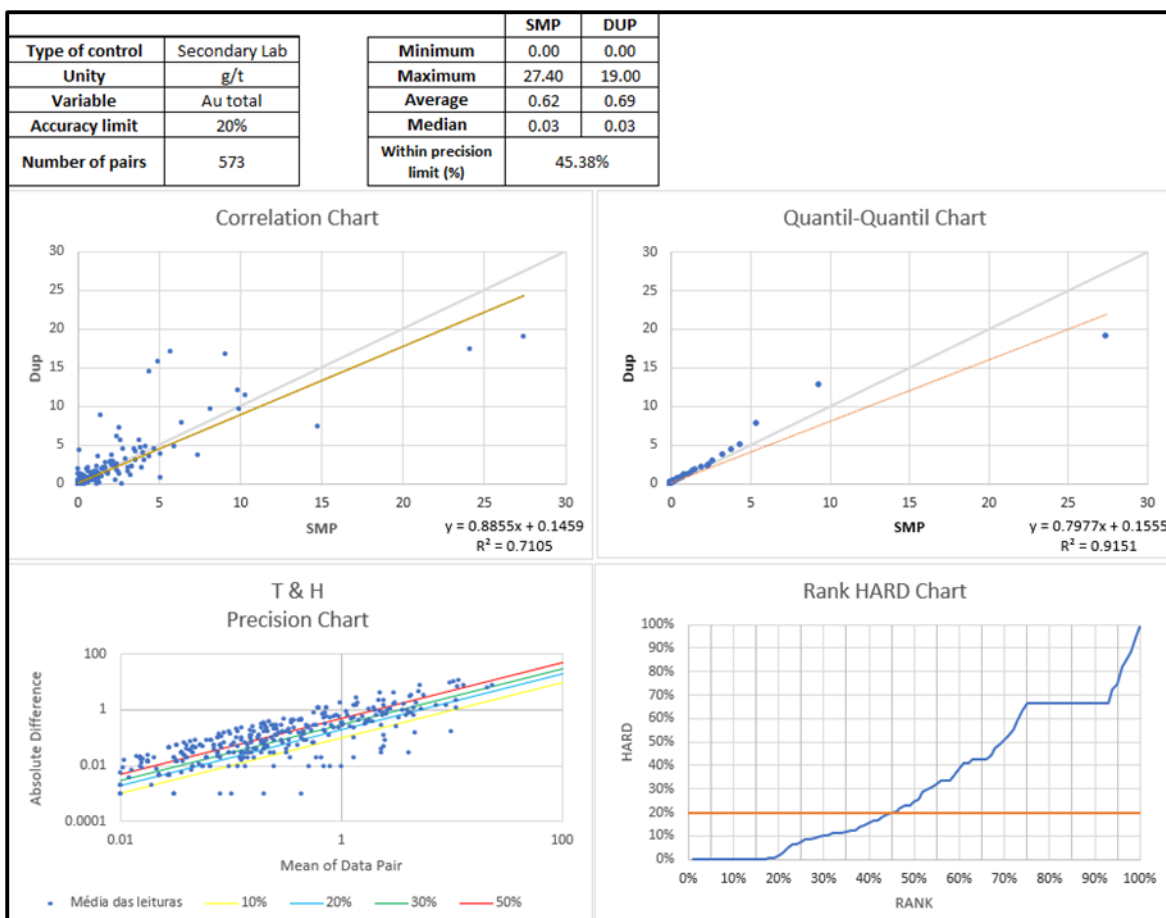 SMP DUP
Type of control Secondary Lab
Unity g/t
Variable Au total
Accuracy limit 20%
Number of pairs 573
Minimum 0.00 0.00
Maximum 27.40 19.00
Average 0.62 0.69
Median 0.03 0.03
Within precision
limit (%) 45.38%
Correlation Chart
30
25
20
15
10
5
0
Dup
0 5 10 15 20 25 30
SMP
y = 0.8855x + 0.1459
R² = 0.7105
Quantil-Quantil Chart
30
25
20
15
10
5
0
Dup
0 5 10 15 20 25 30
SMP
y = 0.7977x + 0.1555
R² = 0.9151
T & H
Precision Chart
100
1
0.01
0.0001
Absolute Difference
0.01 1 100
Mean of Data Pair
Média das leituras 10% 20% 30% 50%
Rank HARD Chart
100%
90%
80%
70%
60%
50%
40%
30%
20%
10%
0%
HARD
0% 10% 20% 30% 40% 50% 60% 70% 80% 90% 100%
RANK